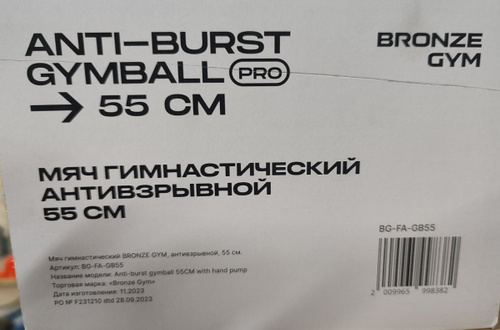 ANTI-BURST
GYMBALL PRO
→ 55 CM
BRONZE
GYM
МЯЧ ГИМНАСТИЧЕСКИЙ
АНТИВЗРЫВНОЙ
55 СМ
Мяч гимнастический BRONZE GYM, антивзрывной, 55 см.
Артикул: BG-FA-GB55
Название модели: Anti-burst gymball 55CM with hand pump
Торговая марка: «Bronze Gym»
Дата изготовления: 11.2023
PO № F231210 dtd 28.09.2023
BG-FA-GB55
2 009965 998382